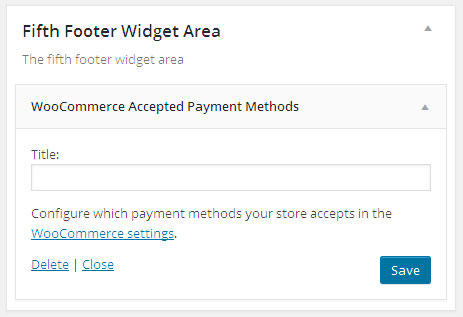 Fifth Footer Widget Area
The fifth footer widget area
WooCommerce Accepted Payment Methods
Title:
Configure which payment methods your store accepts in the
WooCommerce settings.
Delete | Close
Save